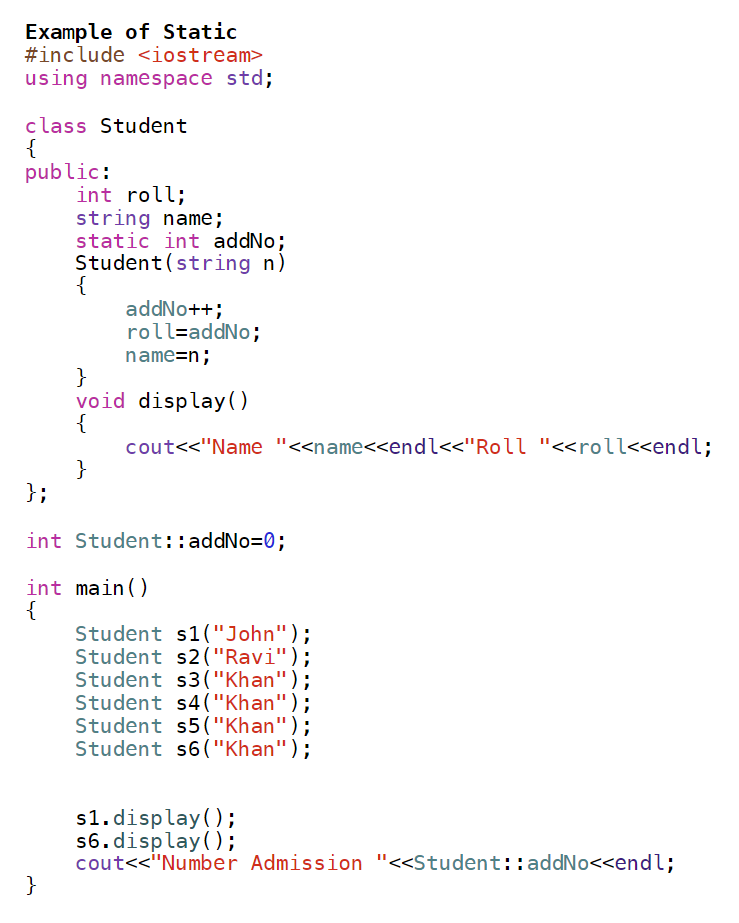 Example of Static
#include <iostream>
using namespace std;
class Student
{
public:
    int roll;
    string name;
    static int addNo;
    Student(string n)
    {
        addNo++;
        roll=addNo;
        name=n;
    }
    void display()
    {
        cout<<"Name "<<name<<endl<<"Roll "<<roll<<endl;
    }
};
int Student::addNo=0;
int main()
{
    Student s1("John");
    Student s2("Ravi");
    Student s3("Khan");
    Student s4("Khan");
    Student s5("Khan");
    Student s6("Khan");
    s1.display();
    s6.display();
    cout<<"Number Admission "<<Student::addNo<<endl;
}